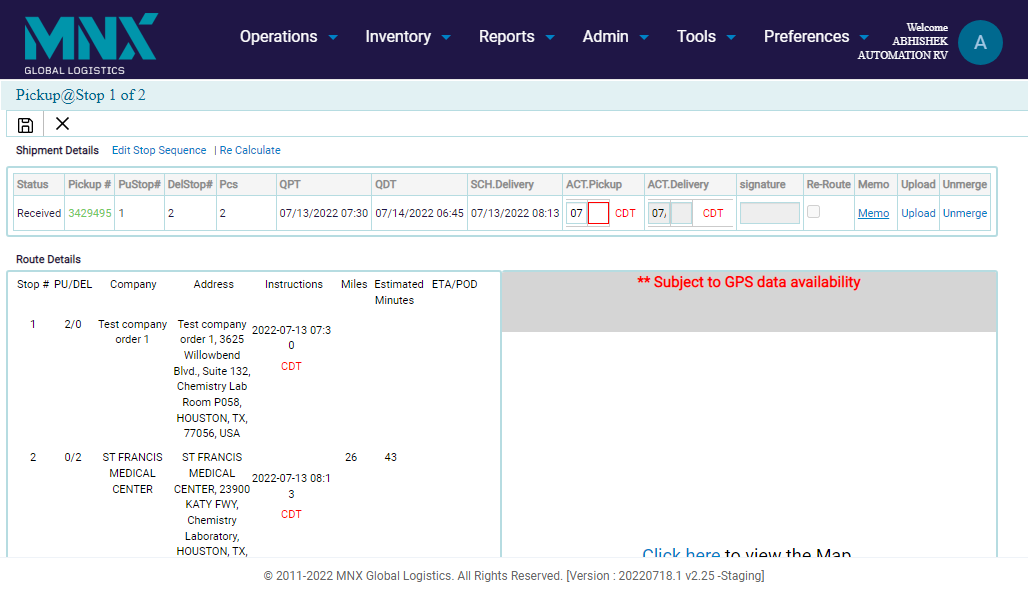 MNX
GLOBAL LOGISTICS
Operations Inventory Reports Admin Tools Preferences
Welcome
ABHISHEK
AUTOMATION RV
A
Pickup@Stop 1 of 2
Shipment Details Edit Stop Sequence | Re Calculate
Status Pickup # PuStop# DelStop# Pcs QPT QDT SCH.Delivery ACT.Pickup ACT.Delivery signature Re-Route Memo Upload Unmerge
Received 3429495 1 2 2 07/13/2022 07:30 07/14/2022 06:45 07/13/2022 08:13 07 CDT 07/ CDT Memo Upload Unmerge
Route Details
Stop # PU/DEL Company Address Instructions Miles Estimated Minutes ETA/POD
1 2/0
Test company
order 1
Test company
order 1, 3625
Willowbend
Blvd., Suite 132,
Chemistry Lab
Room P058,
HOUSTON, TX,
77056, USA
2022-07-13 07:3
0
CDT
2 0/2
ST FRANCIS
MEDICAL
CENTER
ST FRANCIS
MEDICAL
CENTER, 23900
KATY FWY,
Chemistry
Laboratory,
HOUSTON, TX,
2022-07-13 08:1
3
CDT
26 43
** Subject to GPS data availability
Click here to view the Map
© 2011-2022 MNX Global Logistics. All Rights Reserved. [Version : 20220718.1 v2.25 -Staging]